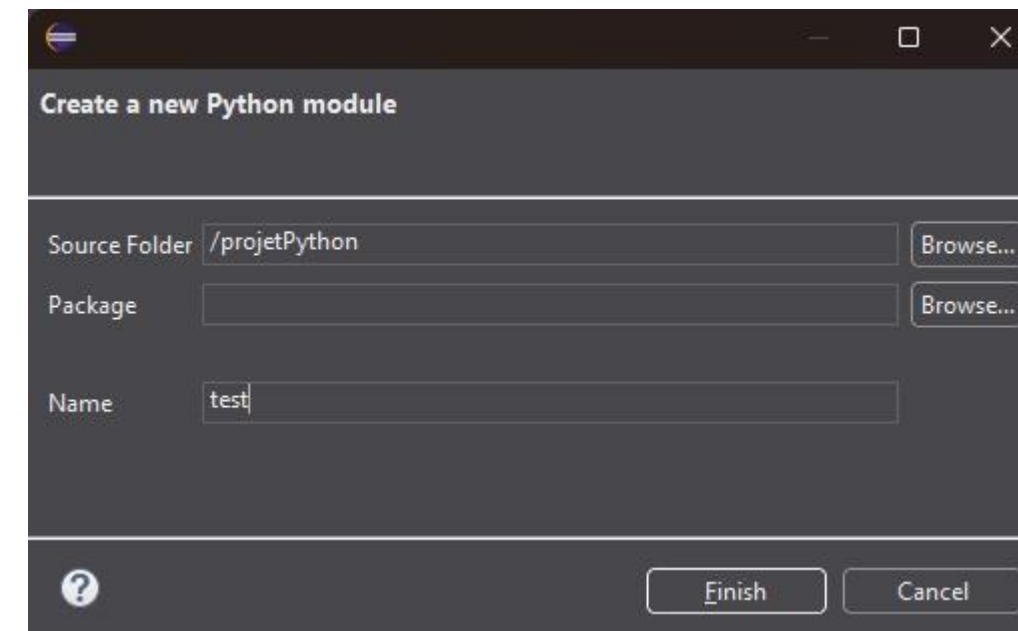 Create a new Python module
Source Folder /projetPython Browse...
Package Browse...
Name test
? Finish Cancel